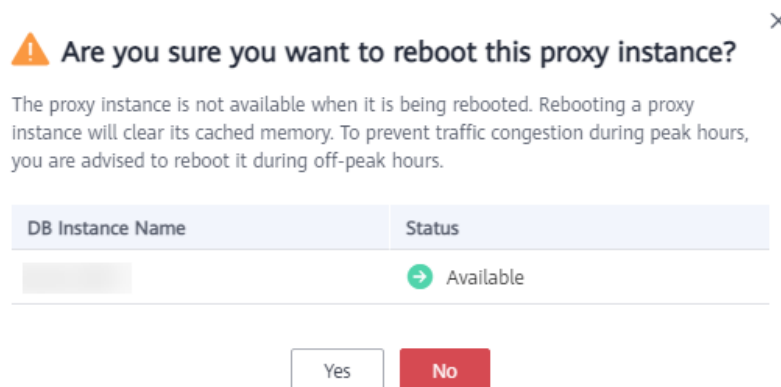 Are you sure you want to reboot this proxy instance?
The proxy instance is not available when it is being rebooted. Rebooting a proxy
instance will clear its cached memory. To prevent traffic congestion during peak hours,
you are advised to reboot it during off-peak hours.
DB Instance Name Status
Available
Yes No